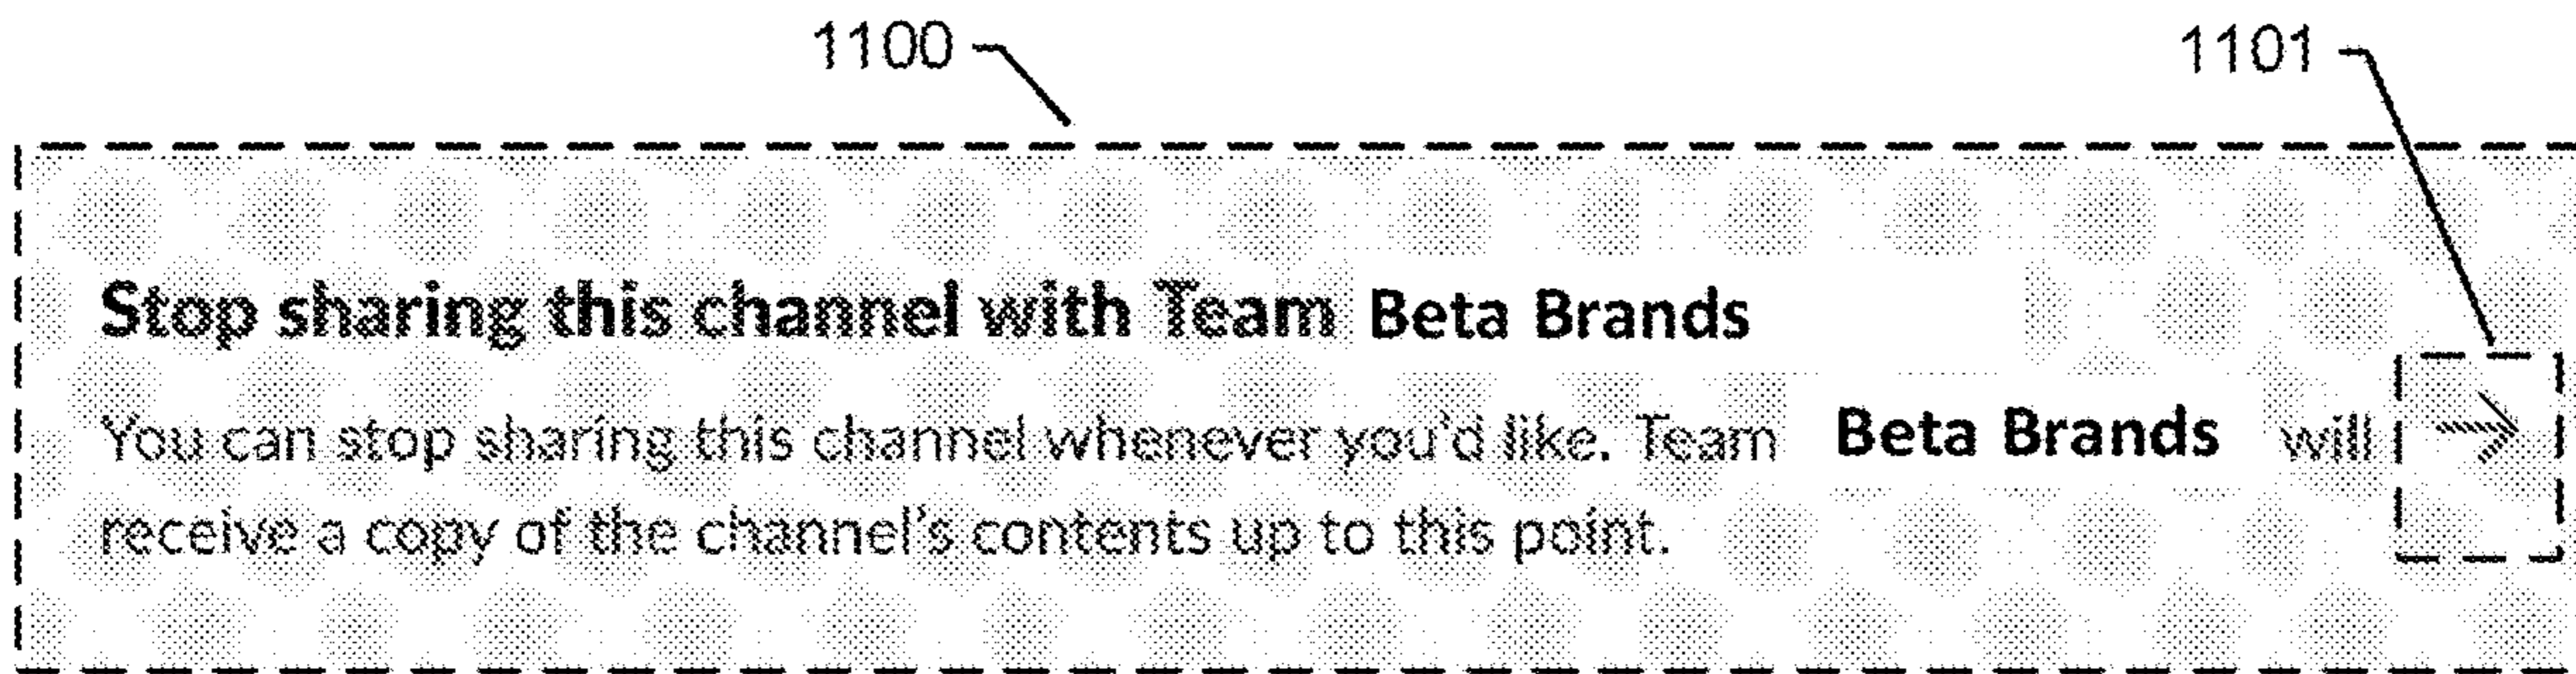 1100 1101
Stop sharing this channel with Team Beta Brands
You can stop sharing this channel whenever you'd like. Team Beta Brands will
receive a copy of the channel's contents up to this point.